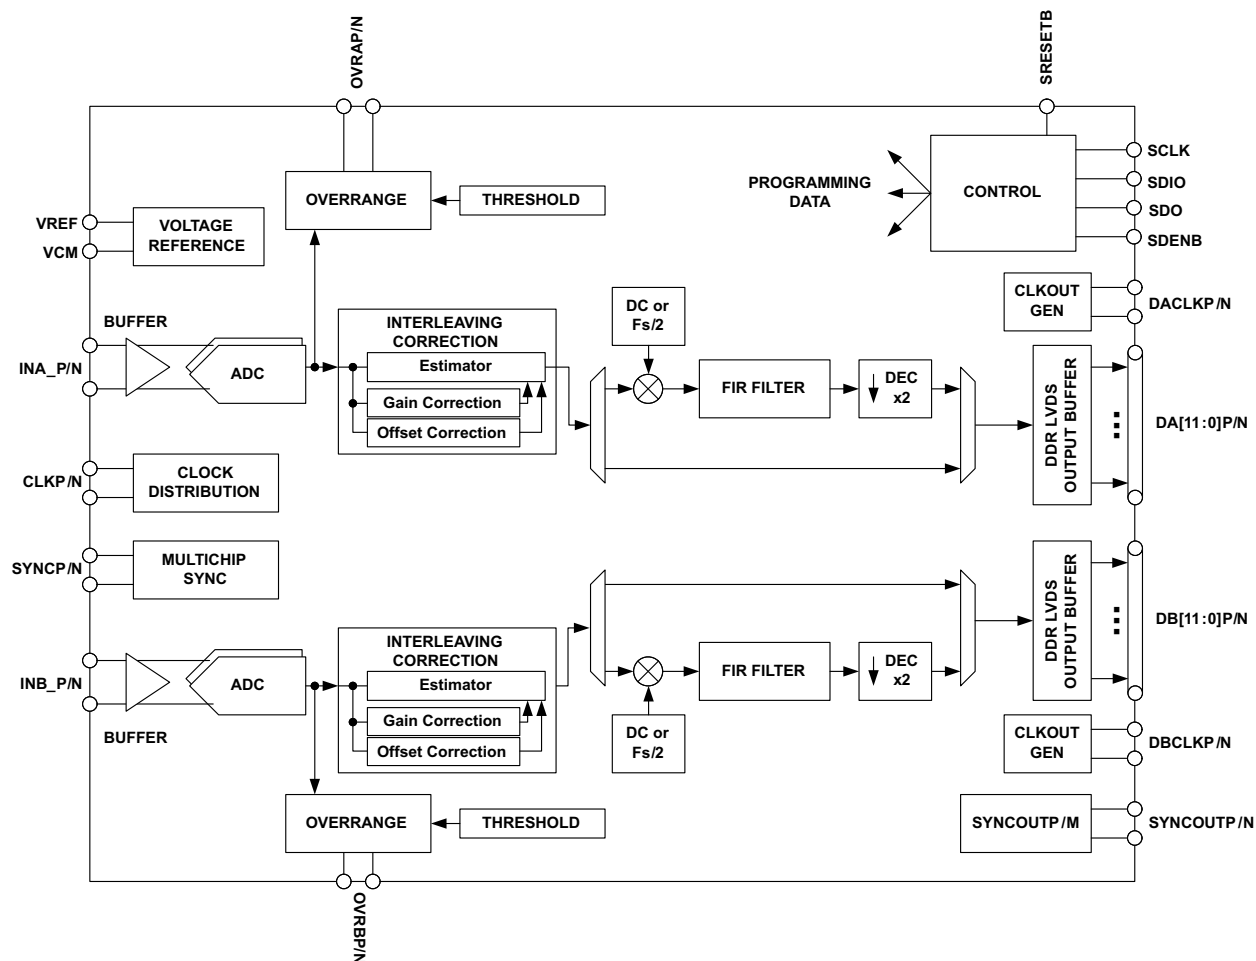 OVRAP/N
SRESETB
SCLK
SDIO
SDO
SDENB
PROGRAMMING
DATA
CONTROL
OVERRANGE
THRESHOLD
VREF
VCM
VOLTAGE
REFERENCE
CLKOUT
GEN
DACLKP/N
DC or
Fs/2
BUFFER
INTERLEAVING
CORRECTION
INA_P/N
ADC
Estimator
Gain Correction
Offset Correction
FIR FILTER
DEC
x2
DDR LVDS
OUTPUT BUFFER
DA[11:0]P/N
CLKP/N
CLOCK
DISTRIBUTION
SYNCP/N
MULTICHIP
SYNC
INTERLEAVING
CORRECTION
INB_P/N
ADC
Estimator
Gain Correction
Offset Correction
BUFFER
FIR FILTER
DEC
x2
DC or
Fs/2
DDR LVDS
OUTPUT BUFFER
DB[11:0]P/N
CLKOUT
GEN
DBCLKP/N
OVERRANGE
THRESHOLD
SYNCOUTP/M
SYNCOUTP/N
OVRBP/N